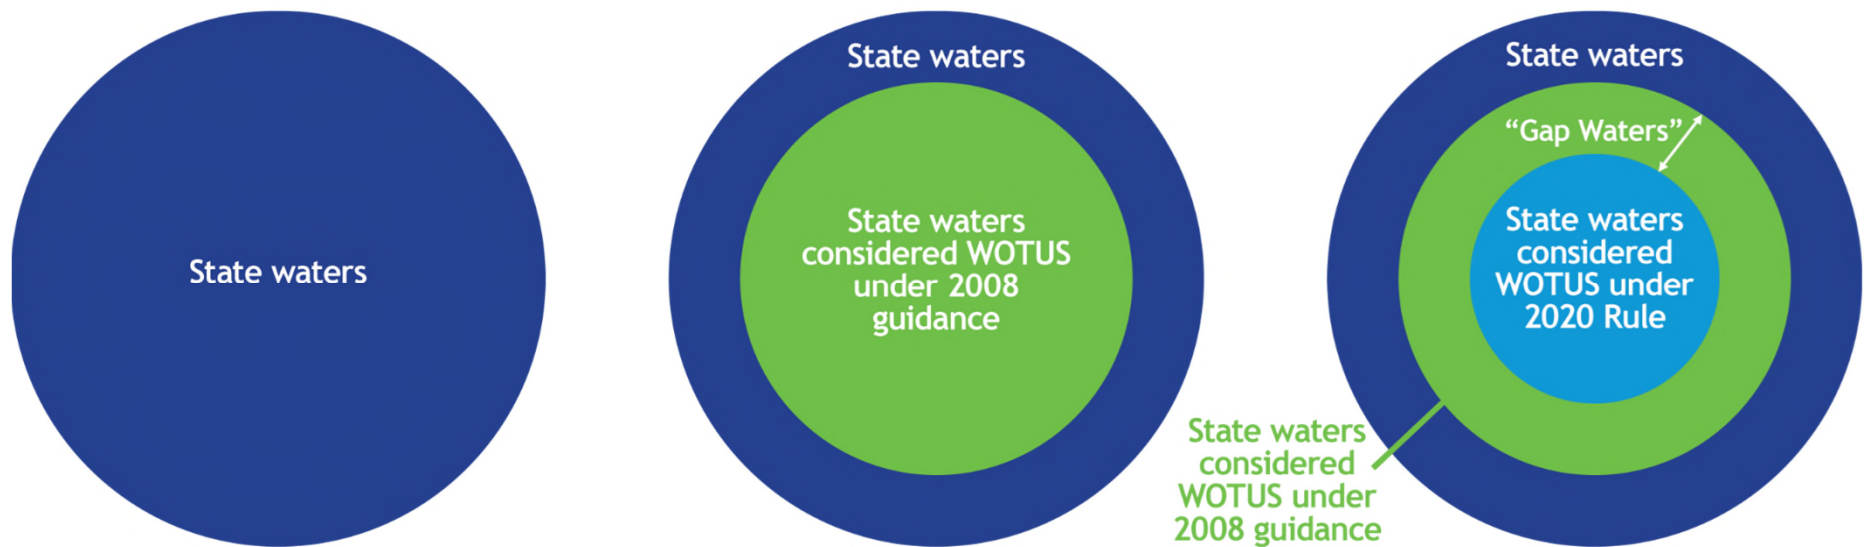 State waters
State waters
State waters
considered WOTUS
under 2008
guidance
State waters
“Gap Waters”
State waters
considered
WOTUS under
2020 Rule
State waters
considered
WOTUS under
2008 guidance